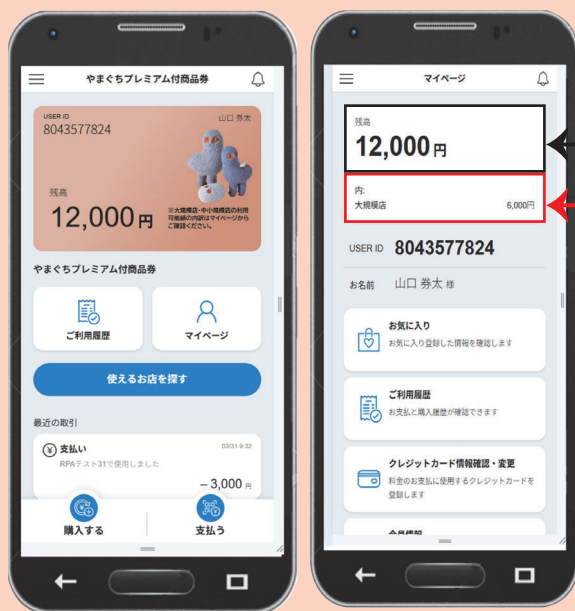 やまぐちプレミアム付商品券
USER ID
8043577824
山口 券太
残高
12,000 円
※大規模店・中小規模店の利用
可能額の内訳はマイページから
ご確認ください。
やまぐちプレミアム付商品券
ご利用履歴
マイページ
使えるお店を探す
最近の取引
支払い
03/31 9:32
RPAテスト31で使用しました
– 3,000 円
購入する
支払う
マイページ
残高
12,000 円
内:
大規模店
6,000円
USER ID 8043577824
お名前 山口 券太 様
お気に入り
お気に入り登録した情報を確認します
ご利用履歴
お支払と購入履歴が確認できます
クレジットカード情報確認・変更
料金のお支払に使用するクレジットカードを
登録します
会員情報